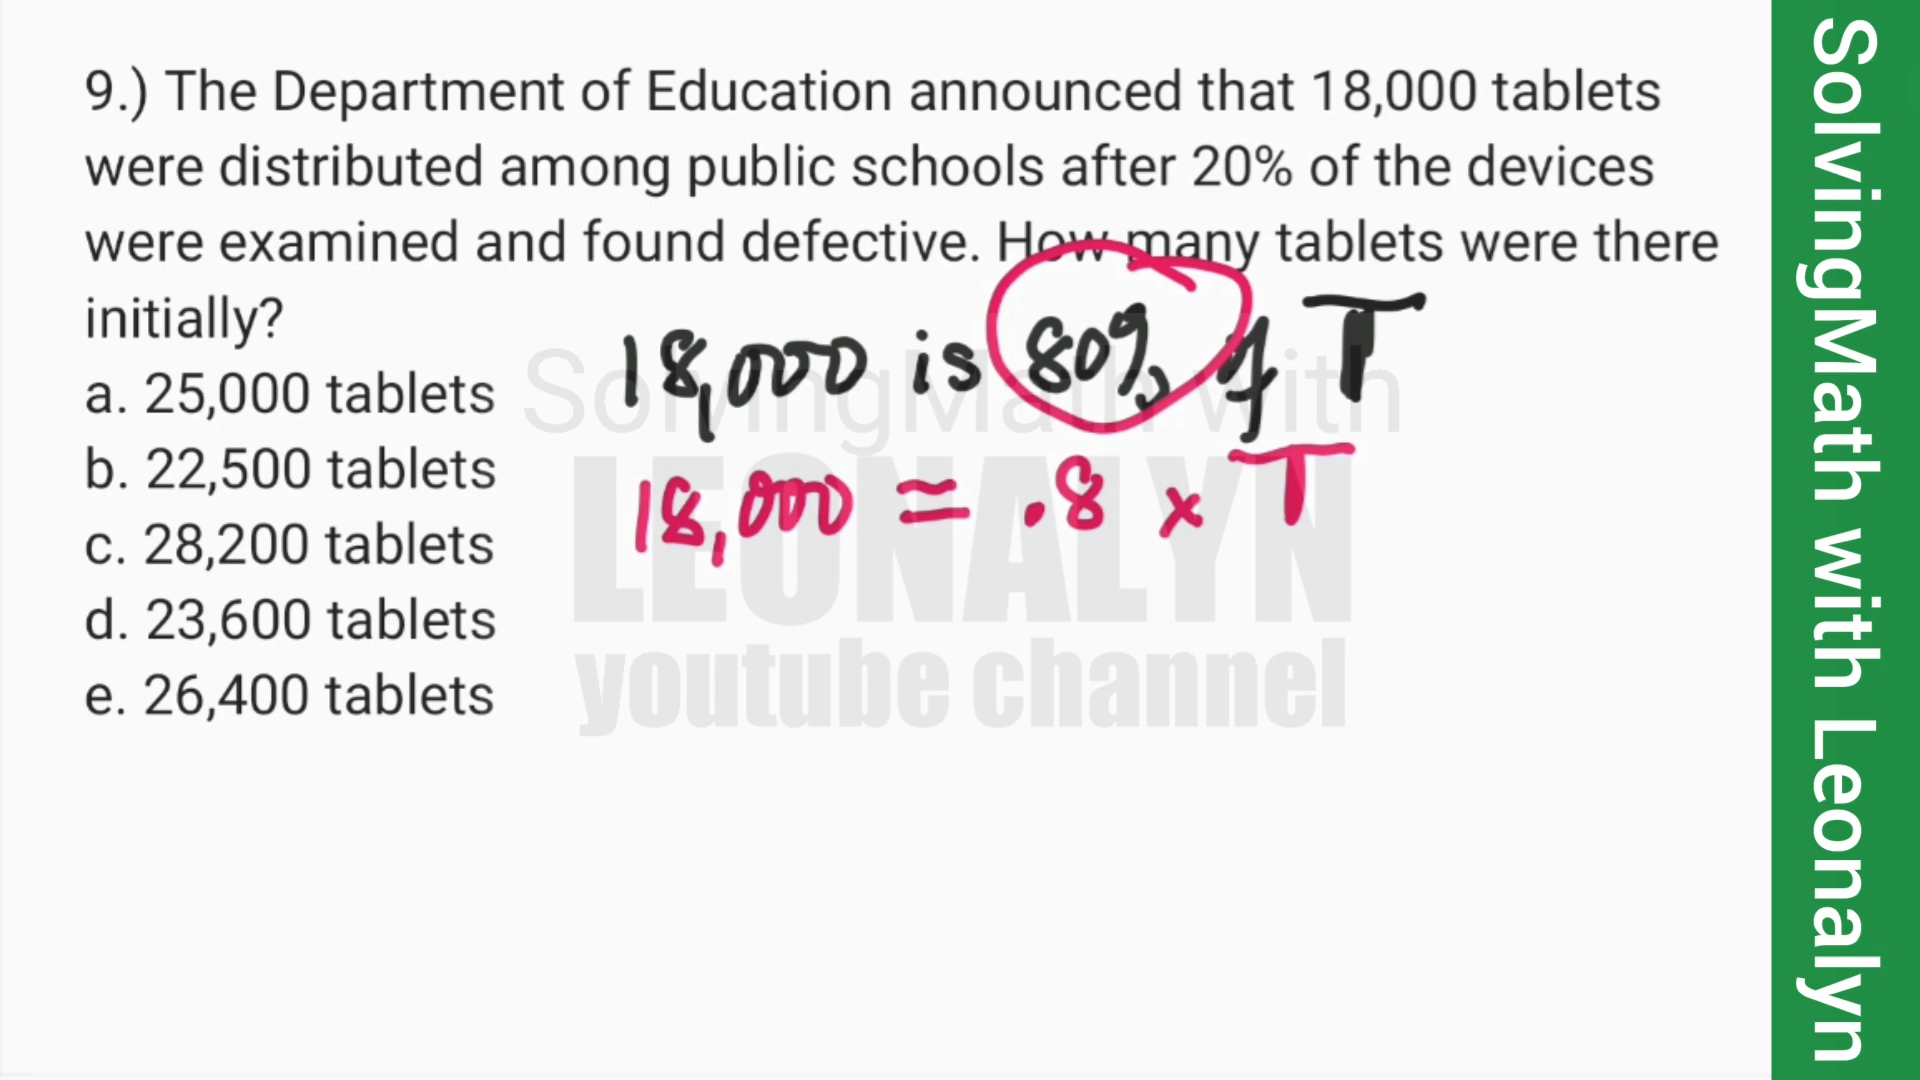 9.) The Department of Education announced that 18,000 tablets
were distributed among public schools after 20% of the devices
were examined and found defective. How many tablets were there
initially?
18,000 is 80% of T
a. 25,000 tablets
SolvingMath with
18,000 = .8 x T
b. 22,500 tablets
LEONALYN
c. 28,200 tablets
d. 23,600 tablets
youtube channel
e. 26,400 tablets
SolvingMath with Leonalyn